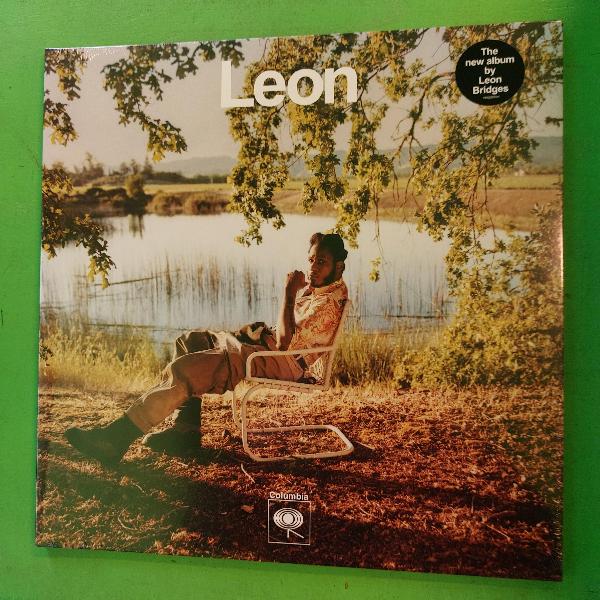 Leon
The
new album
by
Leon
Bridges
Columbia